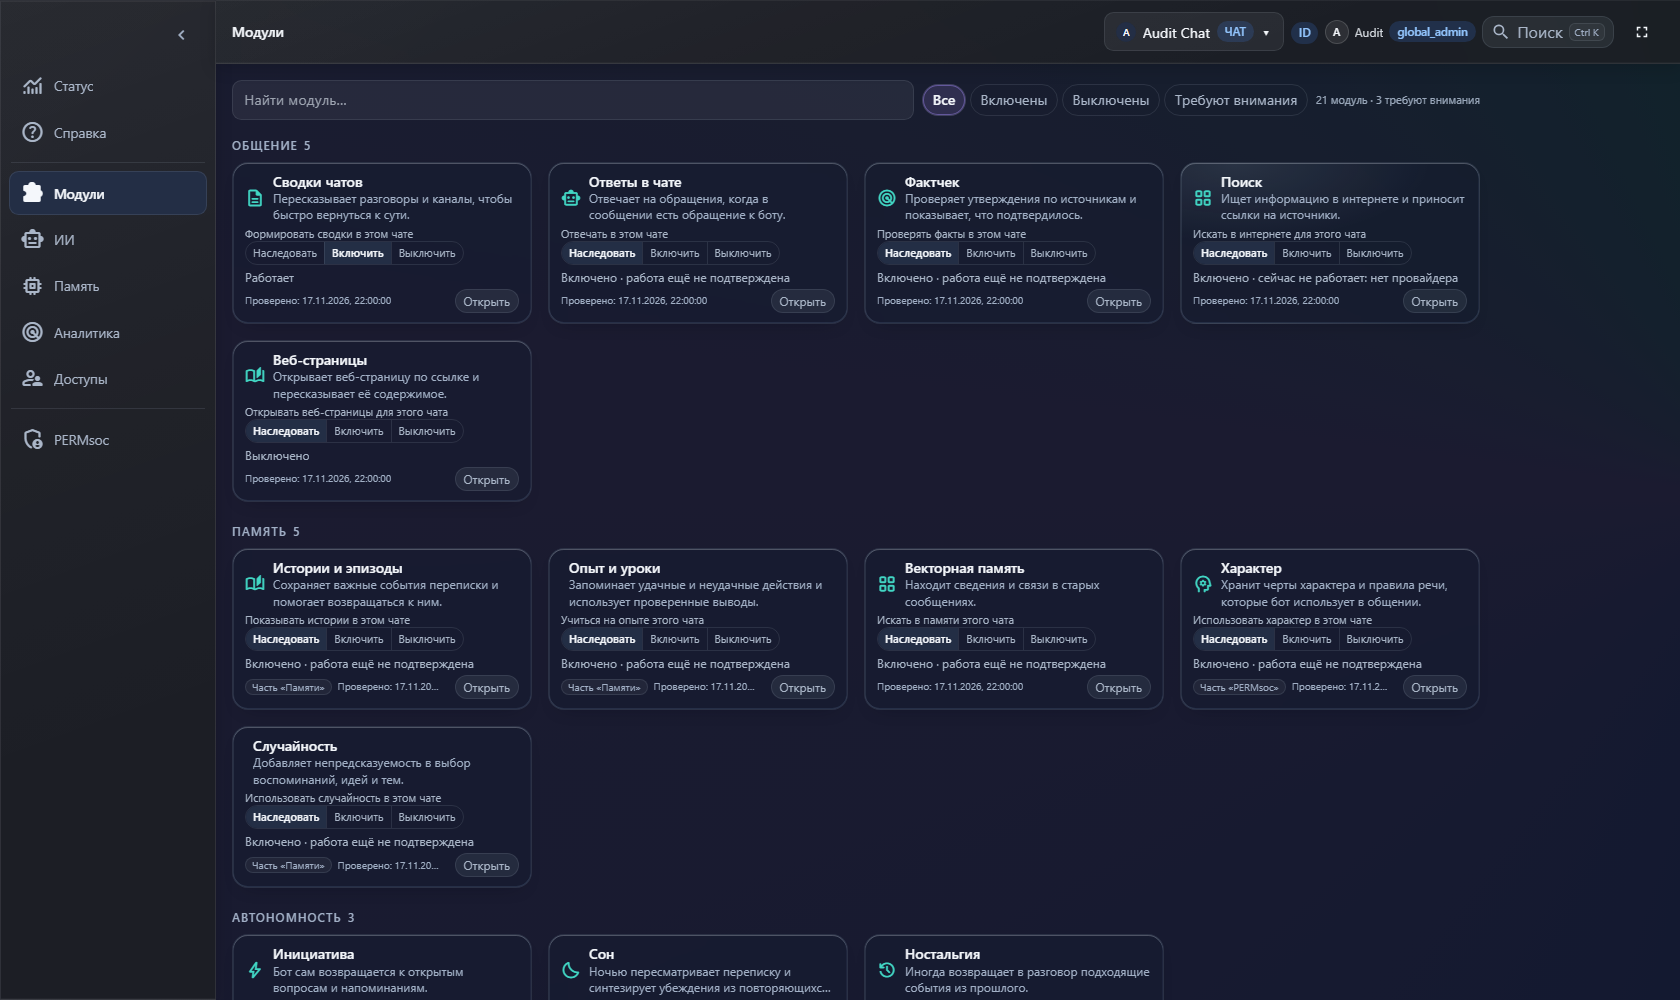 Модули
A Audit Chat ЧАТ ▾ ID A Audit global_admin Поиск Ctrl K
Статус
Справка
Модули
ИИ
Память
Аналитика
Доступы
PERMsoc
Найти модуль...
Все Включены Выключены Требуют внимания 21 модуль · 3 требуют внимания
ОБЩЕНИЕ 5
Сводки чатов
Пересказывает разговоры и каналы, чтобы
быстро вернуться к сути.
Формировать сводки в этом чате
Наследовать Включить Выключить
Работает
Проверено: 17.11.2026, 22:00:00 Открыть
Ответы в чате
Отвечает на обращения, когда в
сообщении есть обращение к боту.
Отвечать в этом чате
Наследовать Включить Выключить
Включено · работа ещё не подтверждена
Проверено: 17.11.2026, 22:00:00 Открыть
Фактчек
Проверяет утверждения по источникам и
показывает, что подтвердилось.
Проверять факты в этом чате
Наследовать Включить Выключить
Включено · работа ещё не подтверждена
Проверено: 17.11.2026, 22:00:00 Открыть
Поиск
Ищет информацию в интернете и приносит
ссылки на источники.
Искать в интернете для этого чата
Наследовать Включить Выключить
Включено · сейчас не работает: нет провайдера
Проверено: 17.11.2026, 22:00:00 Открыть
Веб-страницы
Открывает веб-страницу по ссылке и
пересказывает её содержимое.
Открывать веб-страницы для этого чата
Наследовать Включить Выключить
Выключено
Проверено: 17.11.2026, 22:00:00 Открыть
ПАМЯТЬ 5
Истории и эпизоды
Сохраняет важные события переписки и
помогает возвращаться к ним.
Показывать истории в этом чате
Наследовать Включить Выключить
Включено · работа ещё не подтверждена
Часть «Памяти» Проверено: 17.11.20... Открыть
Опыт и уроки
Запоминает удачные и неудачные действия и
использует проверенные выводы.
Учиться на опыте этого чата
Наследовать Включить Выключить
Включено · работа ещё не подтверждена
Часть «Памяти» Проверено: 17.11.20... Открыть
Векторная память
Находит сведения и связи в старых
сообщениях.
Искать в памяти этого чата
Наследовать Включить Выключить
Включено · работа ещё не подтверждена
Проверено: 17.11.2026, 22:00:00 Открыть
Характер
Хранит черты характера и правила речи,
которые бот использует в общении.
Использовать характер в этом чате
Наследовать Включить Выключить
Включено · работа ещё не подтверждена
Часть «PERMsoc» Проверено: 17.11.2... Открыть
Случайность
Добавляет непредсказуемость в выбор
воспоминаний, идей и тем.
Использовать случайность в этом чате
Наследовать Включить Выключить
Включено · работа ещё не подтверждена
Часть «Памяти» Проверено: 17.11.20... Открыть
АВТОНОМНОСТЬ 3
Инициатива
Бот сам возвращается к открытым
вопросам и напоминаниям.
Сон
Ночью пересматривает переписку и
синтезирует убеждения из повторяющихс...
Ностальгия
Иногда возвращает в разговор подходящие
события из прошлого.